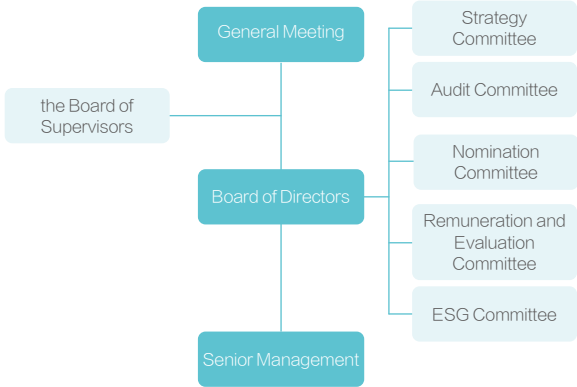 General Meeting
Strategy
Committee
Audit Committee
the Board of
Supervisors
Nomination
Committee
Board of Directors
Remuneration and
Evaluation
Committee
ESG Committee
Senior Management